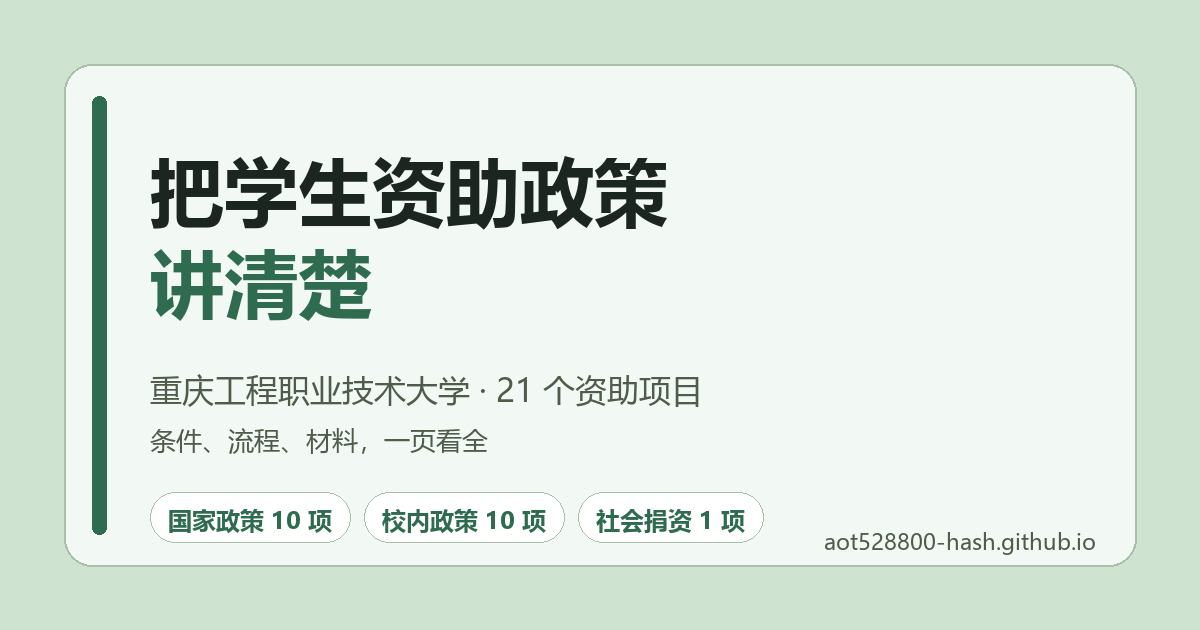 把学生资助政策
讲清楚
重庆工程职业技术大学 · 21 个资助项目
条件、流程、材料，一页看全
国家政策 10 项
校内政策 10 项
社会捐资 1 项
aot528800-hash.github.io